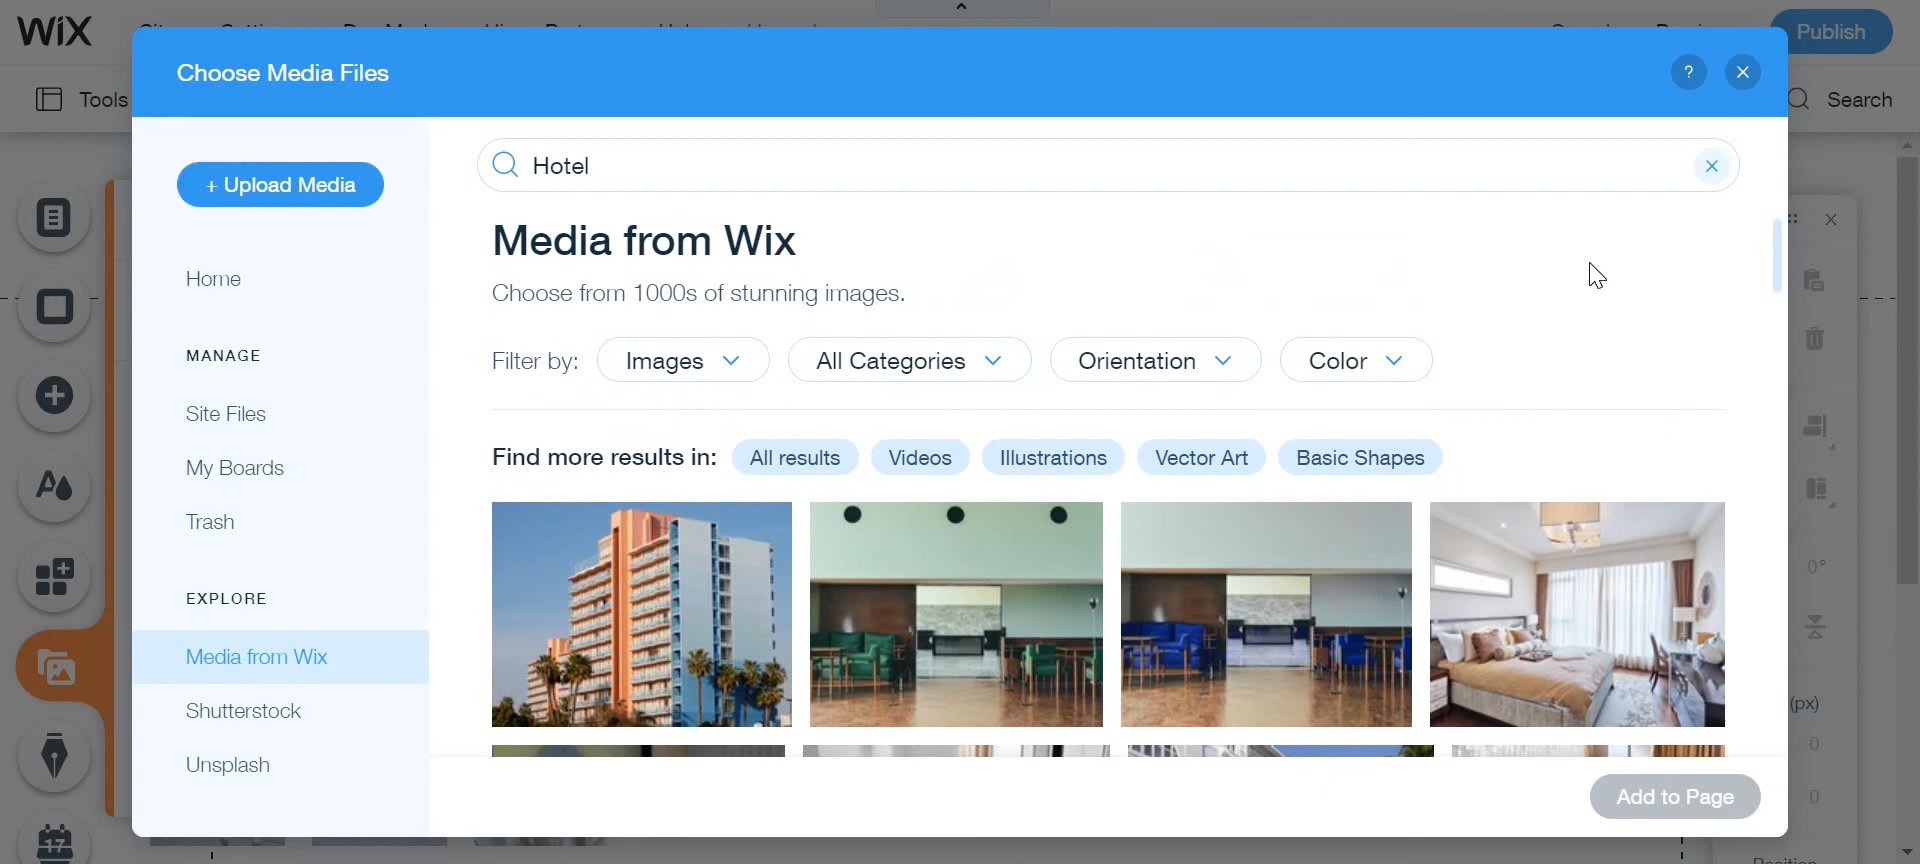 WiX
Publish
Choose Media Files
?
Tools
Search
Hotel
+ Upload Media
Media from Wix
Home
Choose from 1000s of stunning images.
MANAGE
Filter by:
Images
All Categories
Orientation
Color
Site Files
Find more results in:
All results
Videos
Illustrations
Vector Art
Basic Shapes
My Boards
Trash
0°
EXPLORE
Media from Wix
Shutterstock
(px)
0
Unsplash
Add to Page
0
17